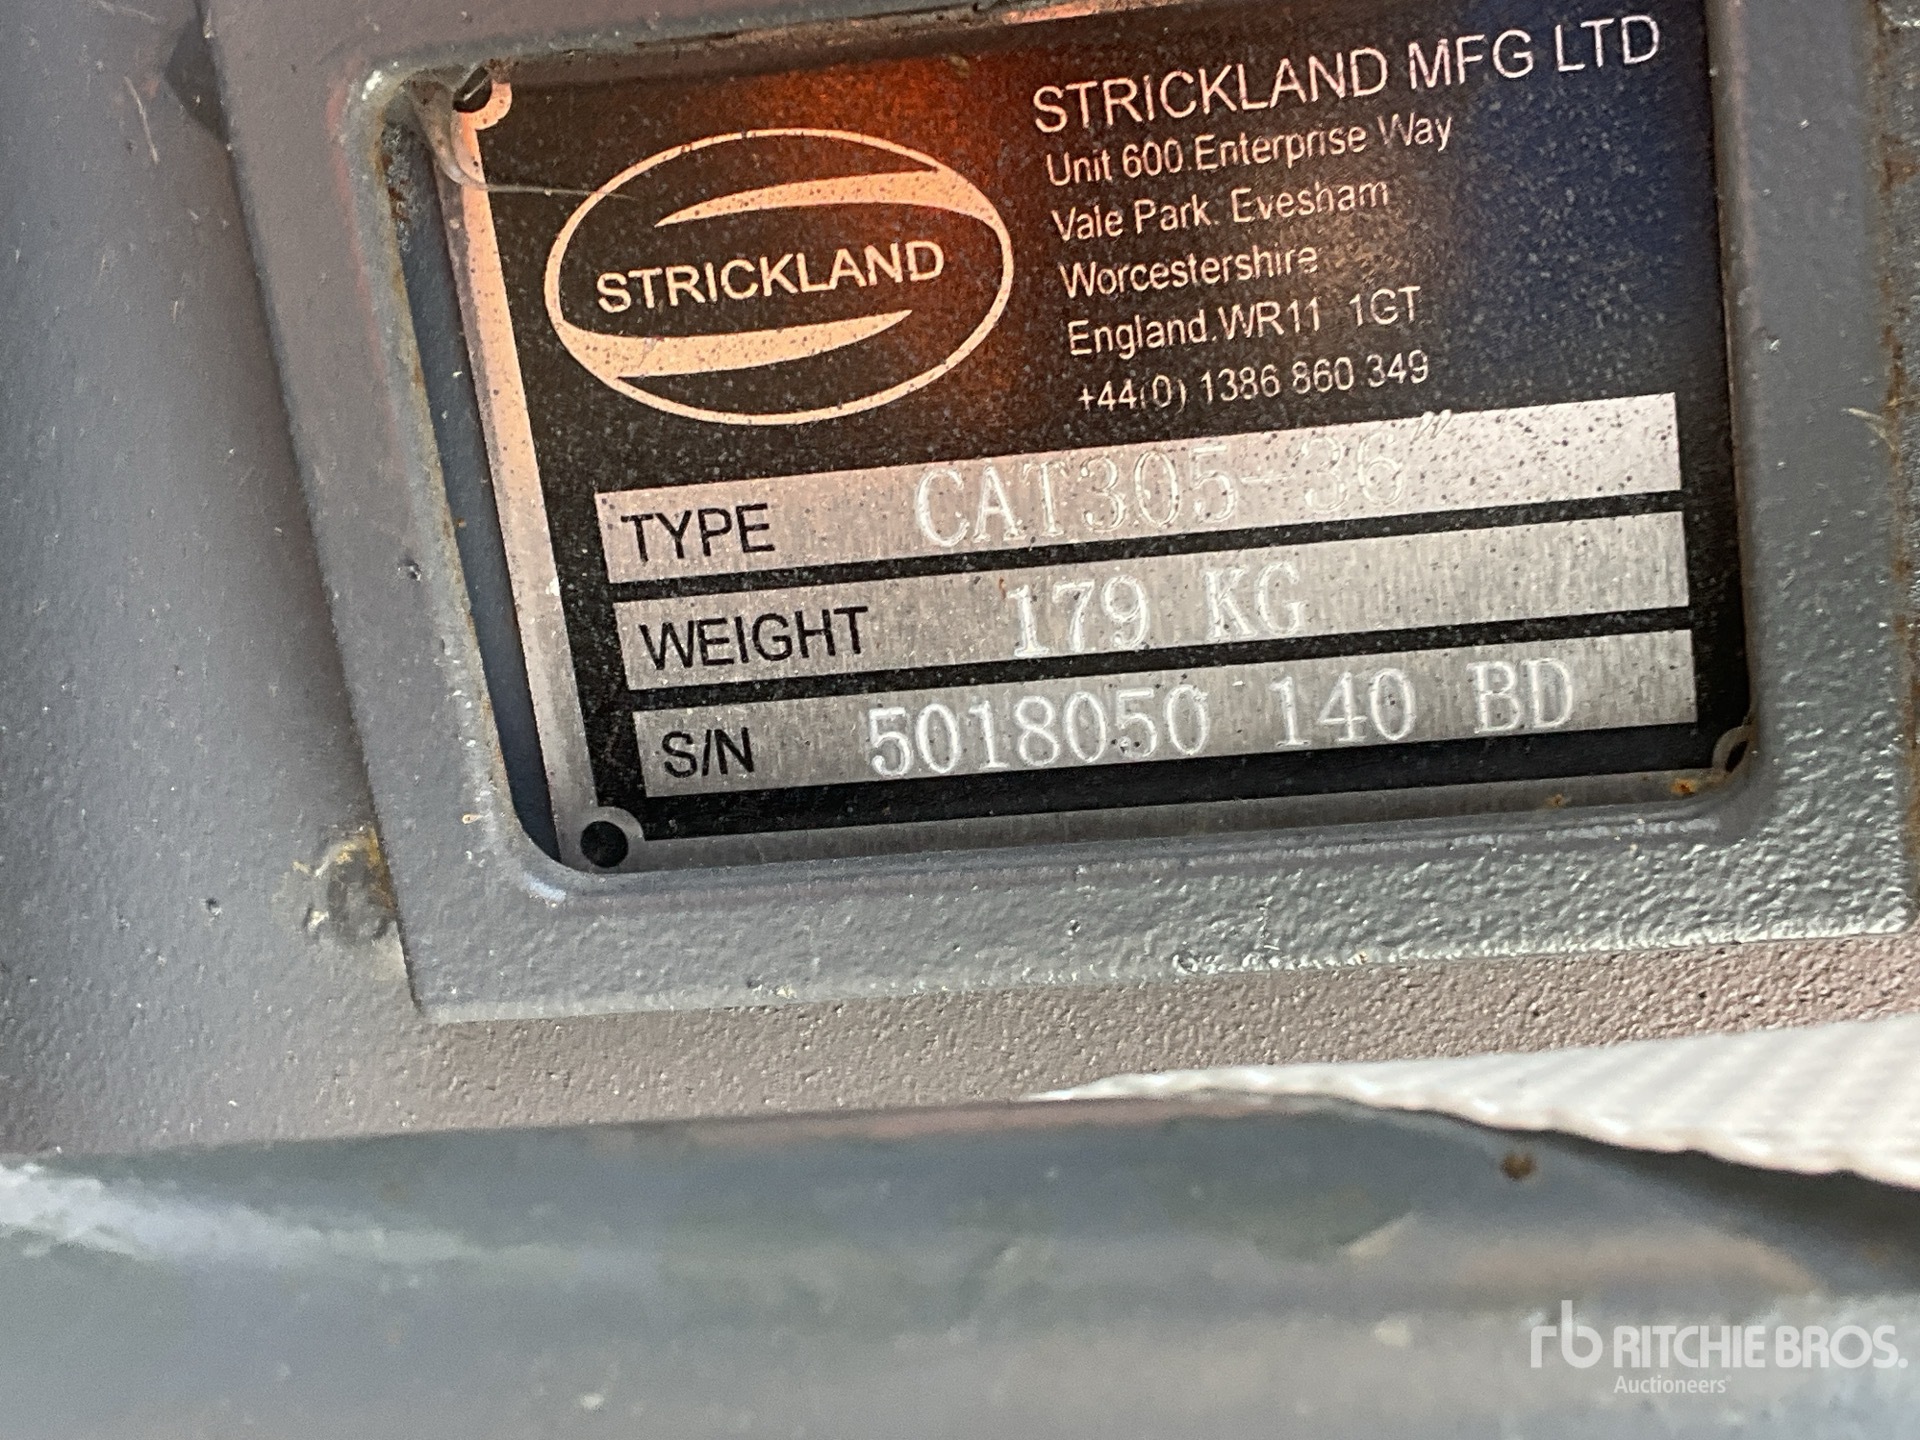 STRICKLAND
STRICKLAND MFG LTD
Unit 600.Enterprise Way
Vale Park. Evesham
Worcestershire
England.WR11 1GT
+44(0) 1386 860 349
TYPE CAT305-36"
WEIGHT 179 KG
S/N 5018050 140 BD
rb RITCHIE BROS.
Auctioneers